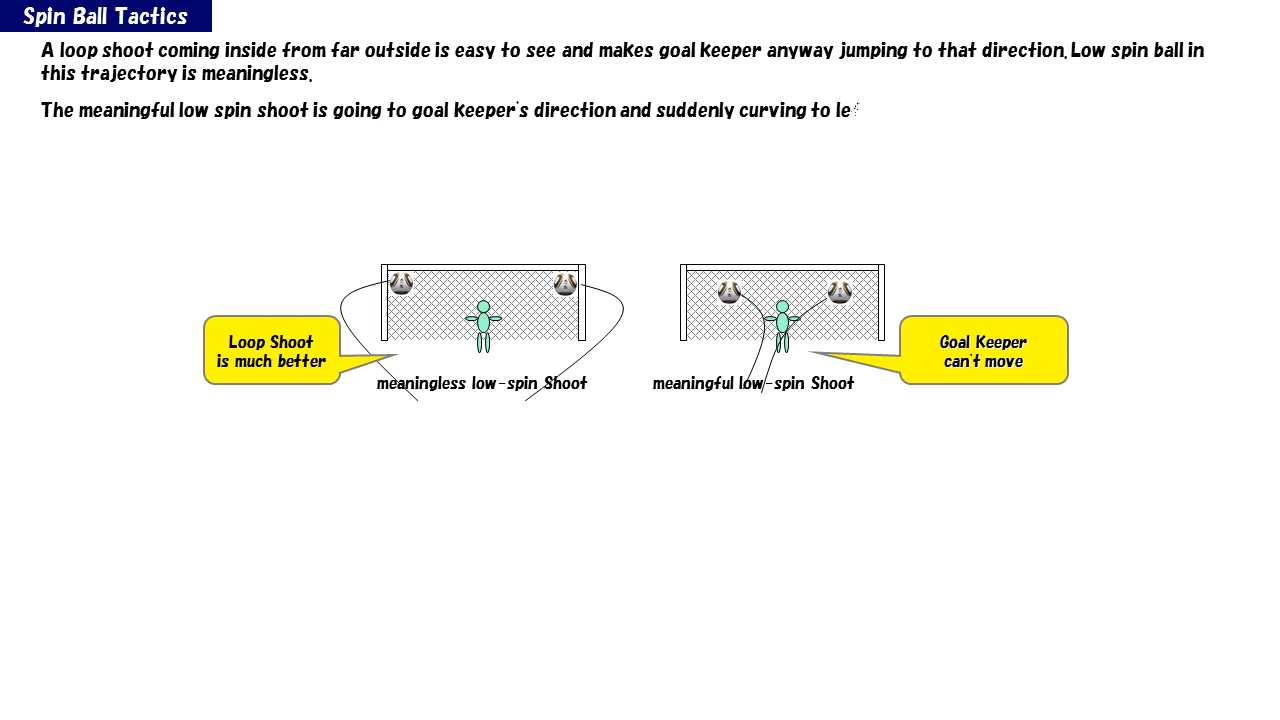 Spin Ball Tactics
A loop shoot coming inside from far outside is easy to see and makes goal keeper anyway jumping to that direction. Low spin ball in
this trajectory is meaningless.
The meaningful low spin shoot is going to goal keeper's direction and suddenly curving to
Loop Shoot
is much better
Goal Keeper
can't move
meaningless low-spin Shoot
meaningful low-spin Shoot